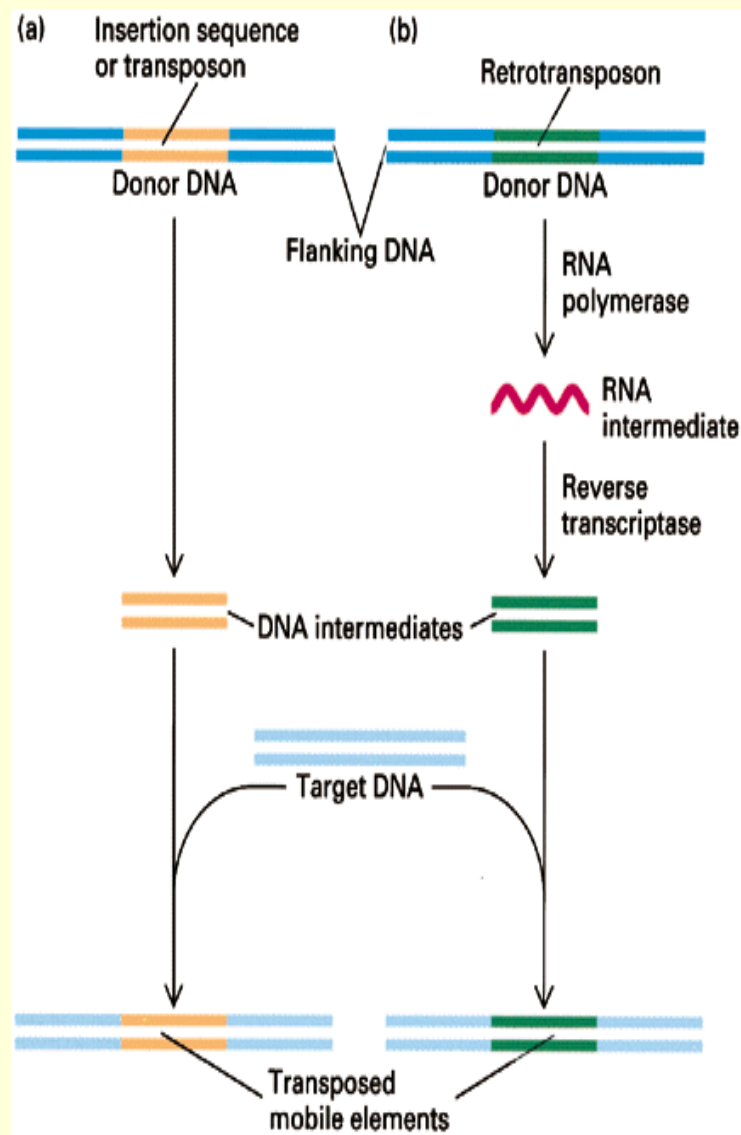 (a)
Insertion sequence
or transposon
(b)
Retrotransposon
Donor DNA
Donor DNA
Flanking DNA
RNA
polymerase
RNA
intermediate
Reverse
transcriptase
DNA intermediates
Target DNA
Transposed
mobile elements